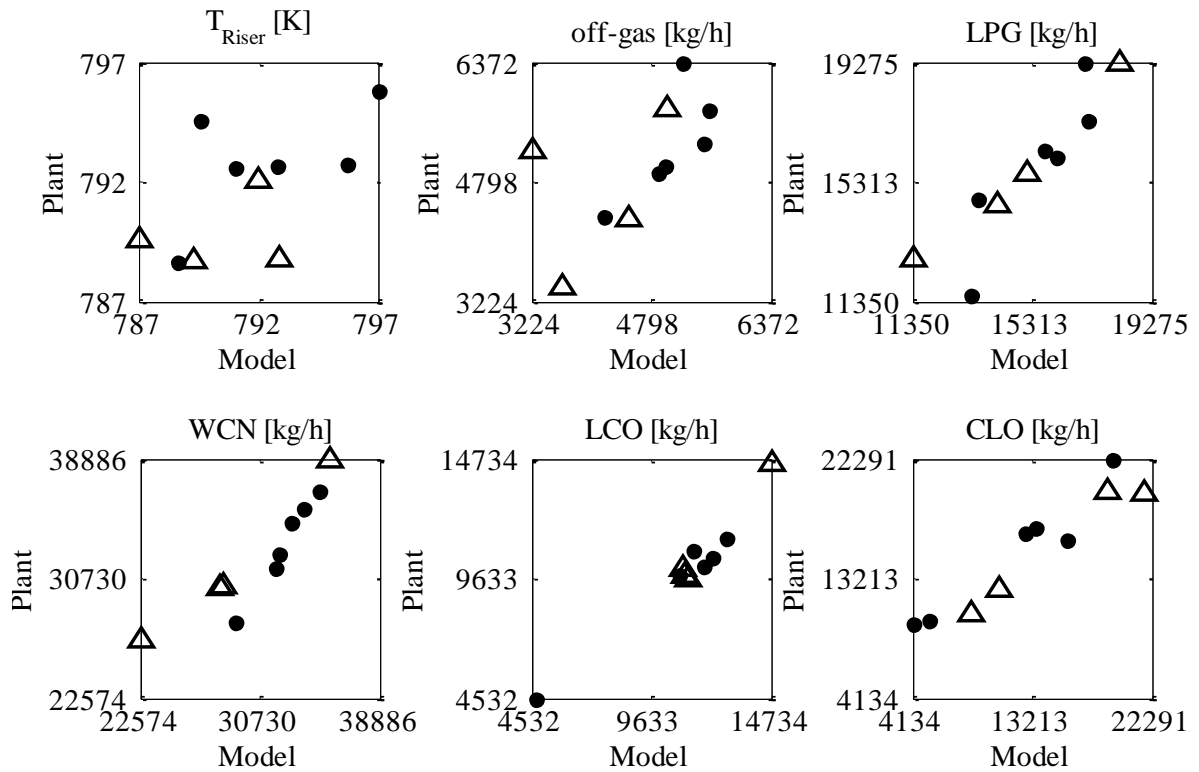 T_Riser [K]
797
792
787
787 792 797
Plant
Model
off-gas [kg/h]
6372
4798
3224
3224 4798 6372
Plant
Model
LPG [kg/h]
19275
15313
11350
11350 15313 19275
Plant
Model
WCN [kg/h]
38886
30730
22574
22574 30730 38886
Plant
Model
LCO [kg/h]
14734
9633
4532
4532 9633 14734
Plant
Model
CLO [kg/h]
22291
13213
4134
4134 13213 22291
Plant
Model